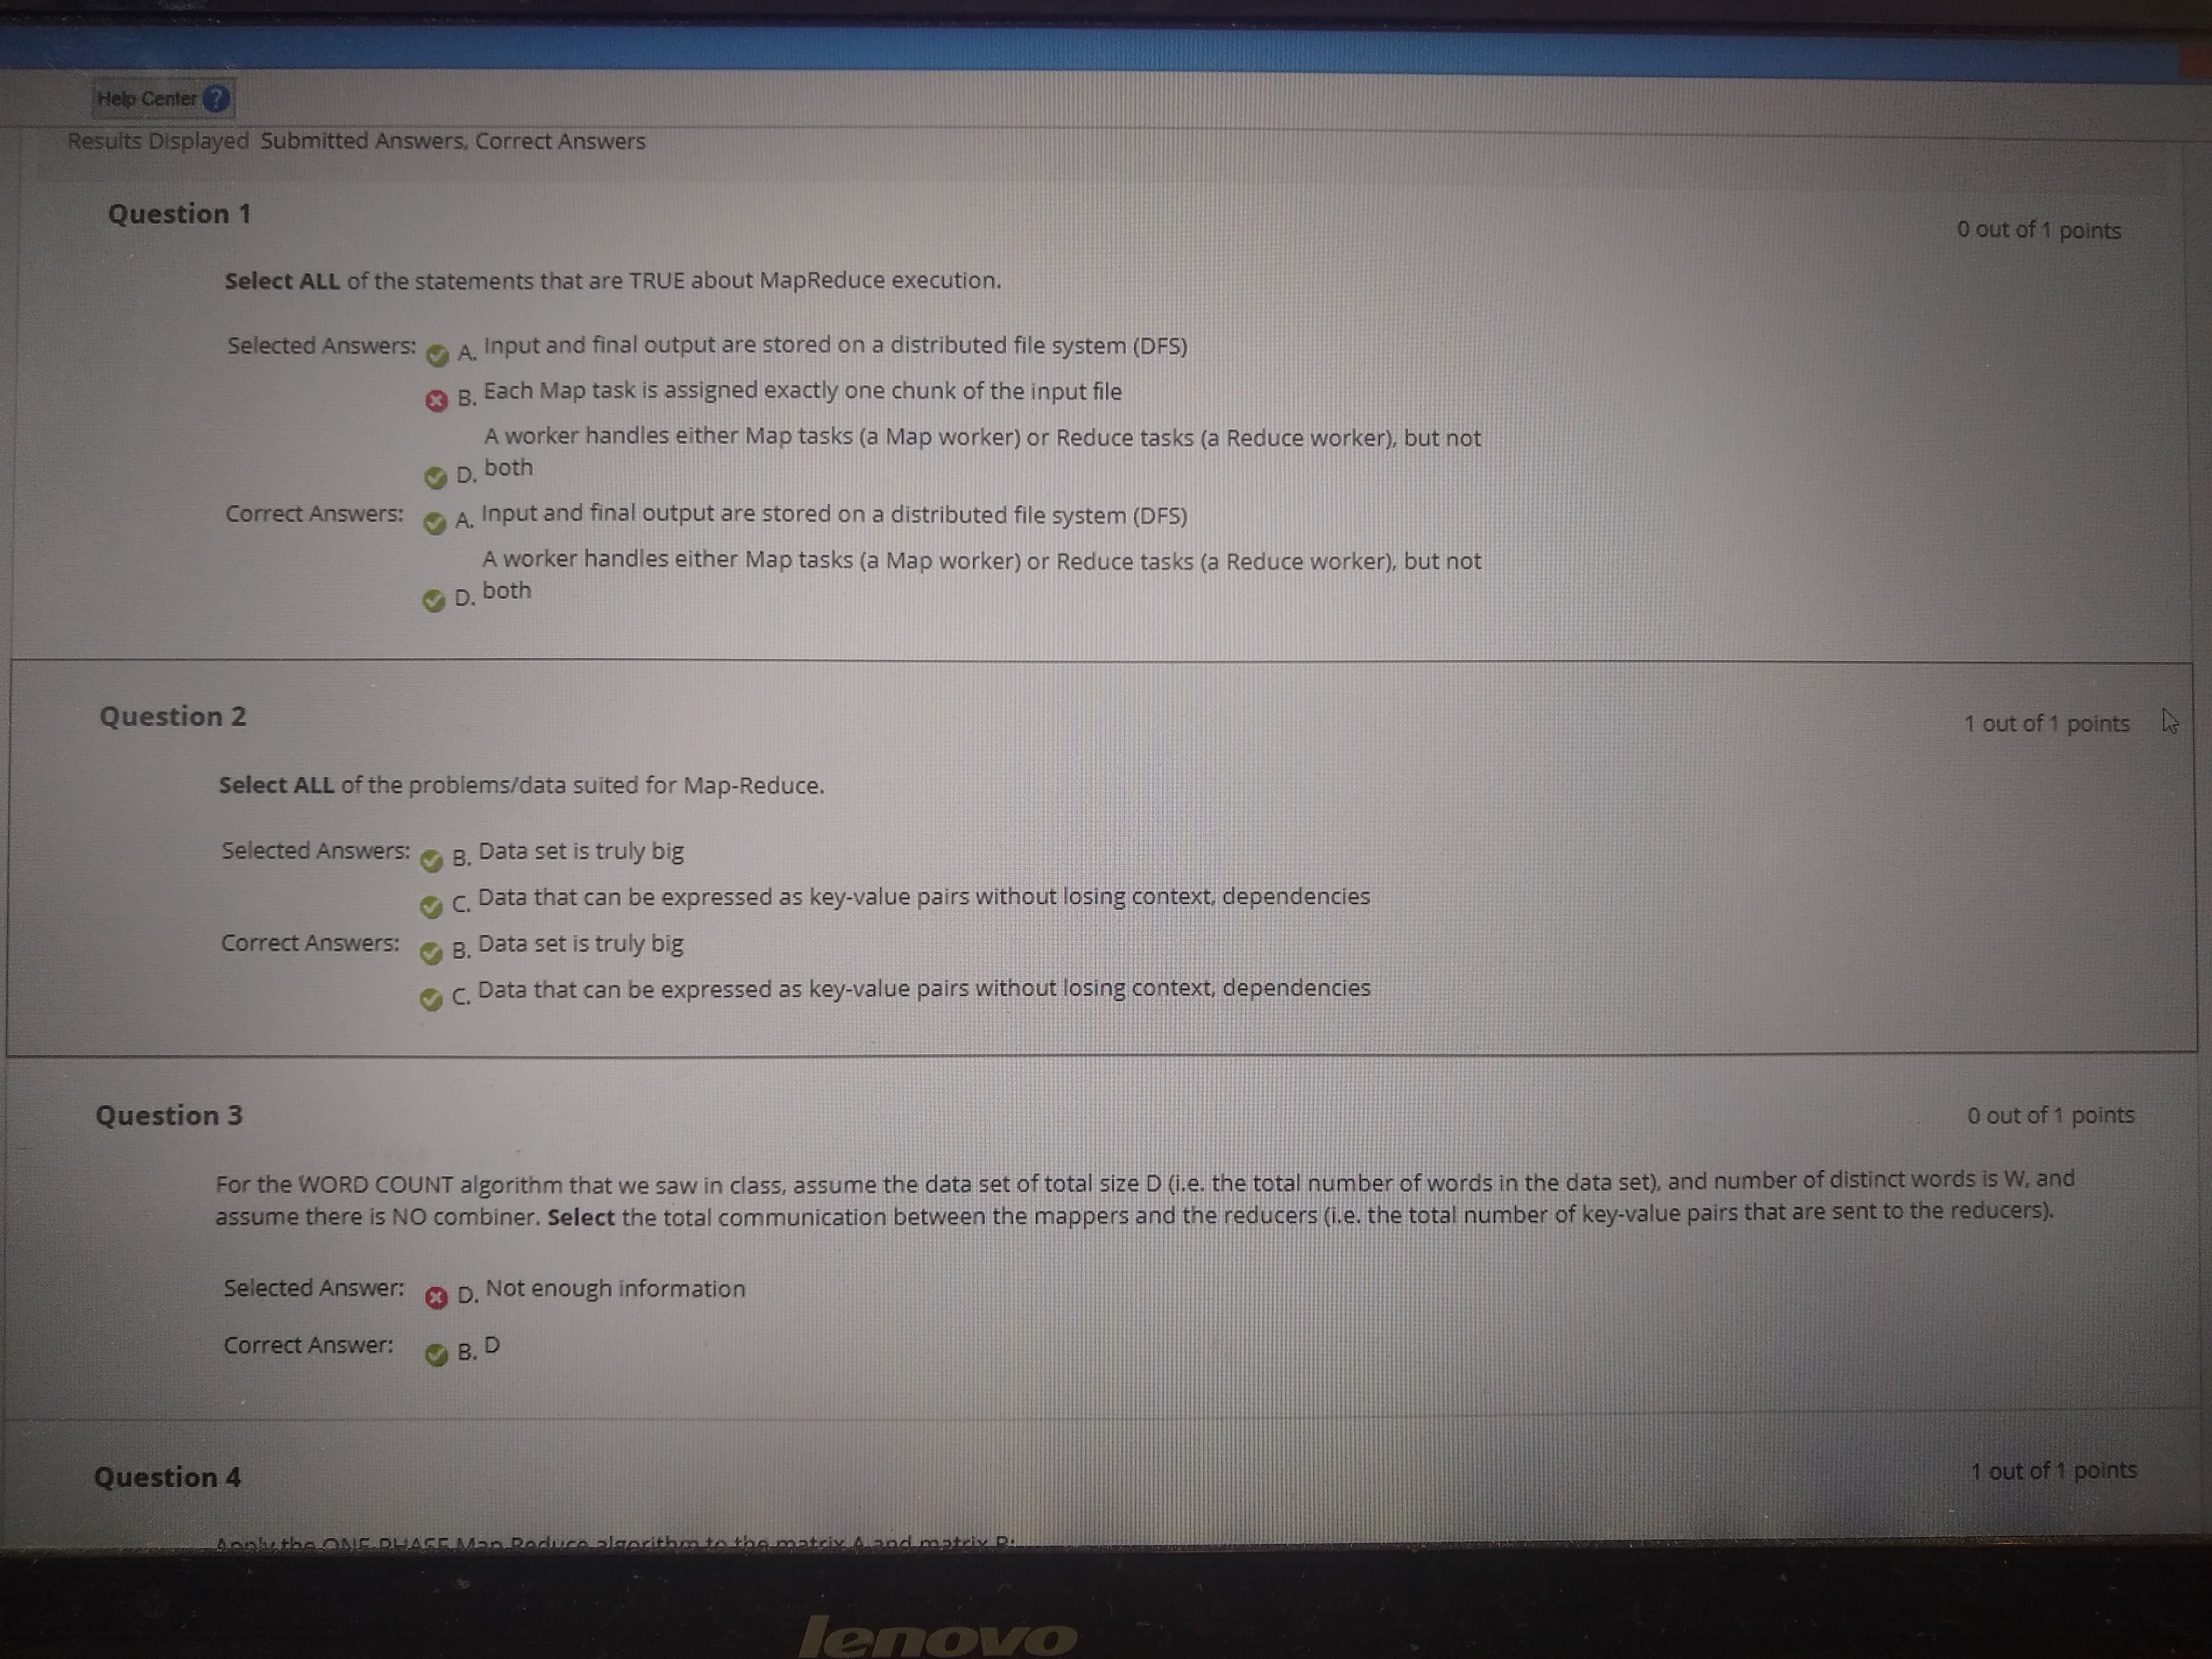 Help Center ?
Results Displayed Submitted Answers, Correct Answers
Question 1
0 out of 1 points
Select ALL of the statements that are TRUE about MapReduce execution.
Selected Answers: A. Input and final output are stored on a distributed file system (DFS)
B. Each Map task is assigned exactly one chunk of the input file
A worker handles either Map tasks (a Map worker) or Reduce tasks (a Reduce worker), but not
D. both
Correct Answers: A. Input and final output are stored on a distributed file system (DFS)
A worker handles either Map tasks (a Map worker) or Reduce tasks (a Reduce worker), but not
D. both
Question 2
1 out of 1 points
Select ALL of the problems/data suited for Map-Reduce.
Selected Answers: B. Data set is truly big
C. Data that can be expressed as key-value pairs without losing context, dependencies
Correct Answers: B. Data set is truly big
C. Data that can be expressed as key-value pairs without losing context, dependencies
Question 3
0 out of 1 points
For the WORD COUNT algorithm that we saw in class, assume the data set of total size D (i.e. the total number of words in the data set), and number of distinct words is W, and
assume there is NO combiner. Select the total communication between the mappers and the reducers (i.e. the total number of key-value pairs that are sent to the reducers).
Selected Answer: D. Not enough information
Correct Answer: B. D
Question 4
1 out of 1 points
Apply the ONE PHASE Map Reduce algorithm to the matrix A and matrix B:
lenovo